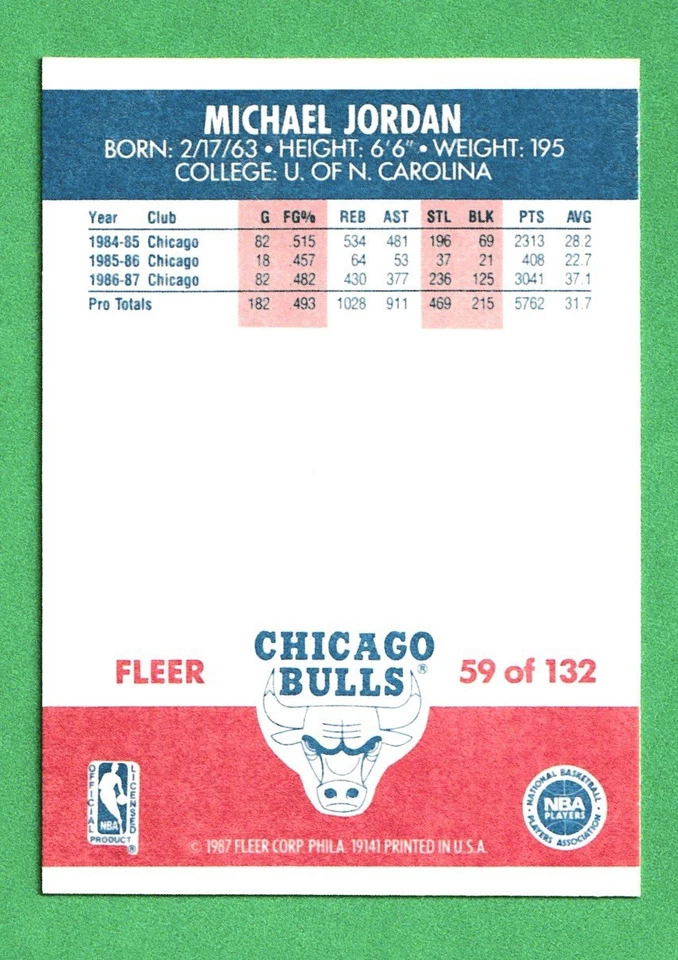 MICHAEL JORDAN
BORN: 2/17/63 • HEIGHT: 6'6" • WEIGHT: 195
COLLEGE: U. OF N. CAROLINA
Year Club G FG% REB AST STL BLK PTS AVG
1984-85 Chicago 82 .515 534 481 196 69 2313 28.2
1985-86 Chicago 18 .457 64 53 37 21 408 22.7
1986-87 Chicago 82 .482 430 377 236 125 3041 37.1
Pro Totals 182 .493 1028 911 469 215 5762 31.7
CHICAGO
BULLS®
FLEER
59 of 132
OFFICIAL LICENSED
NBA
PRODUCT ®
NATIONAL BASKETBALL
NBA
PLAYERS
PLAYERS ASSOCIATION
© 1987 FLEER CORP. PHILA. 19141 PRINTED IN U.S.A.